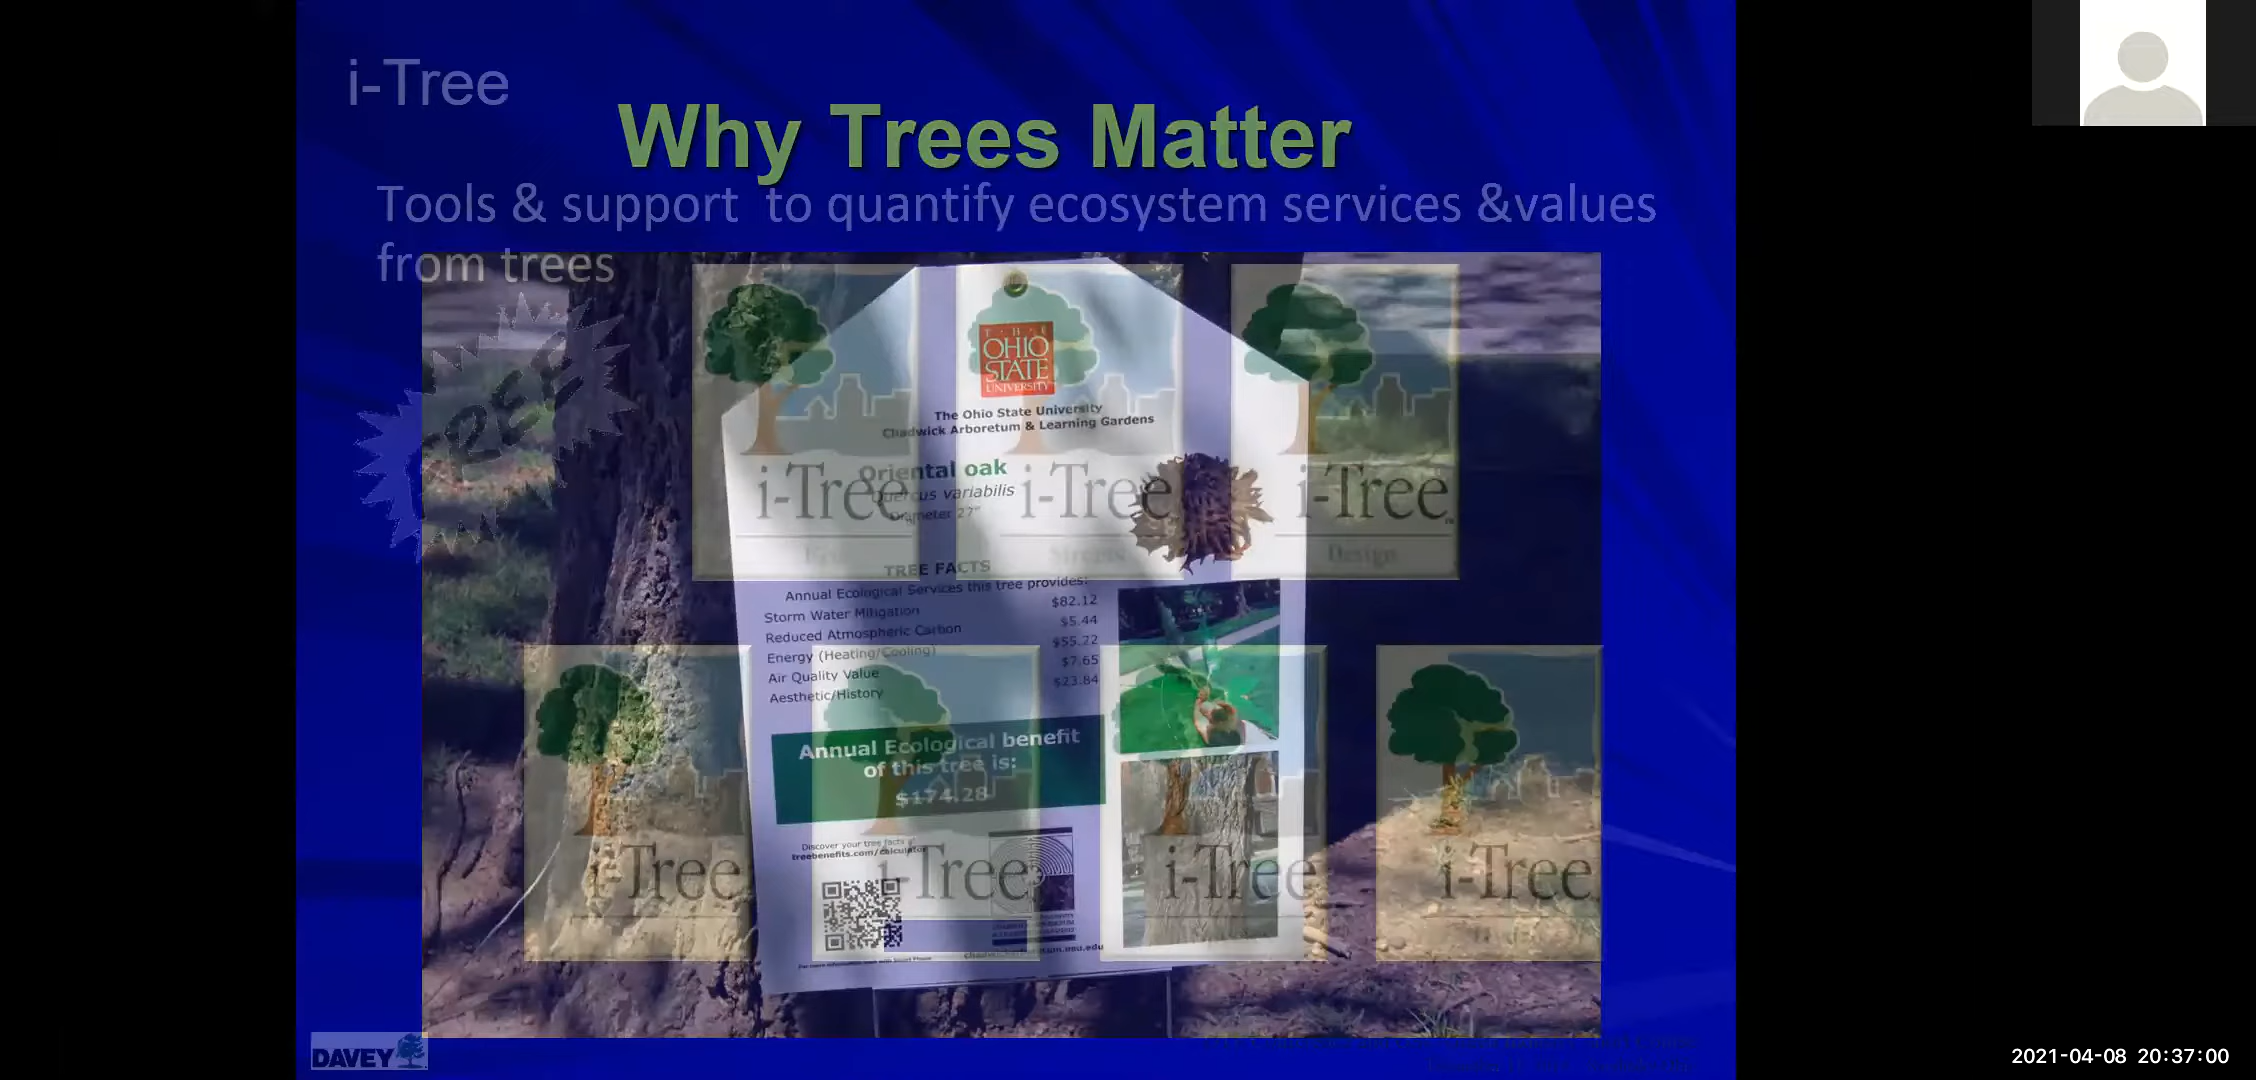 i-Tree
Why Trees Matter
Tools & support to quantify ecosystem services &values
from trees
FREE
THE
OHIO
STATE
UNIVERSITY
The Ohio State University
Chadwick Arboretum & Learning Gardens
Oriental oak
Quercus variabilis
Diameter 27"
i-Tree
i-Tree
i-Tree
Streets
Design
TREE FACTS
Annual Ecological Services this tree provides:
Storm Water Mitigation $82.12
Reduced Atmospheric Carbon $5.44
Energy (Heating/Cooling) $55.22
Air Quality Value $7.65
Aesthetic/History $23.84
Annual Ecological benefit
of this tree is:
$174.28
Discover your tree facts at
treebenefits.com/calculator
i-Tree
i-Tree
i-Tree
i-Tree
DAVEY
2021-04-08 20:37:00